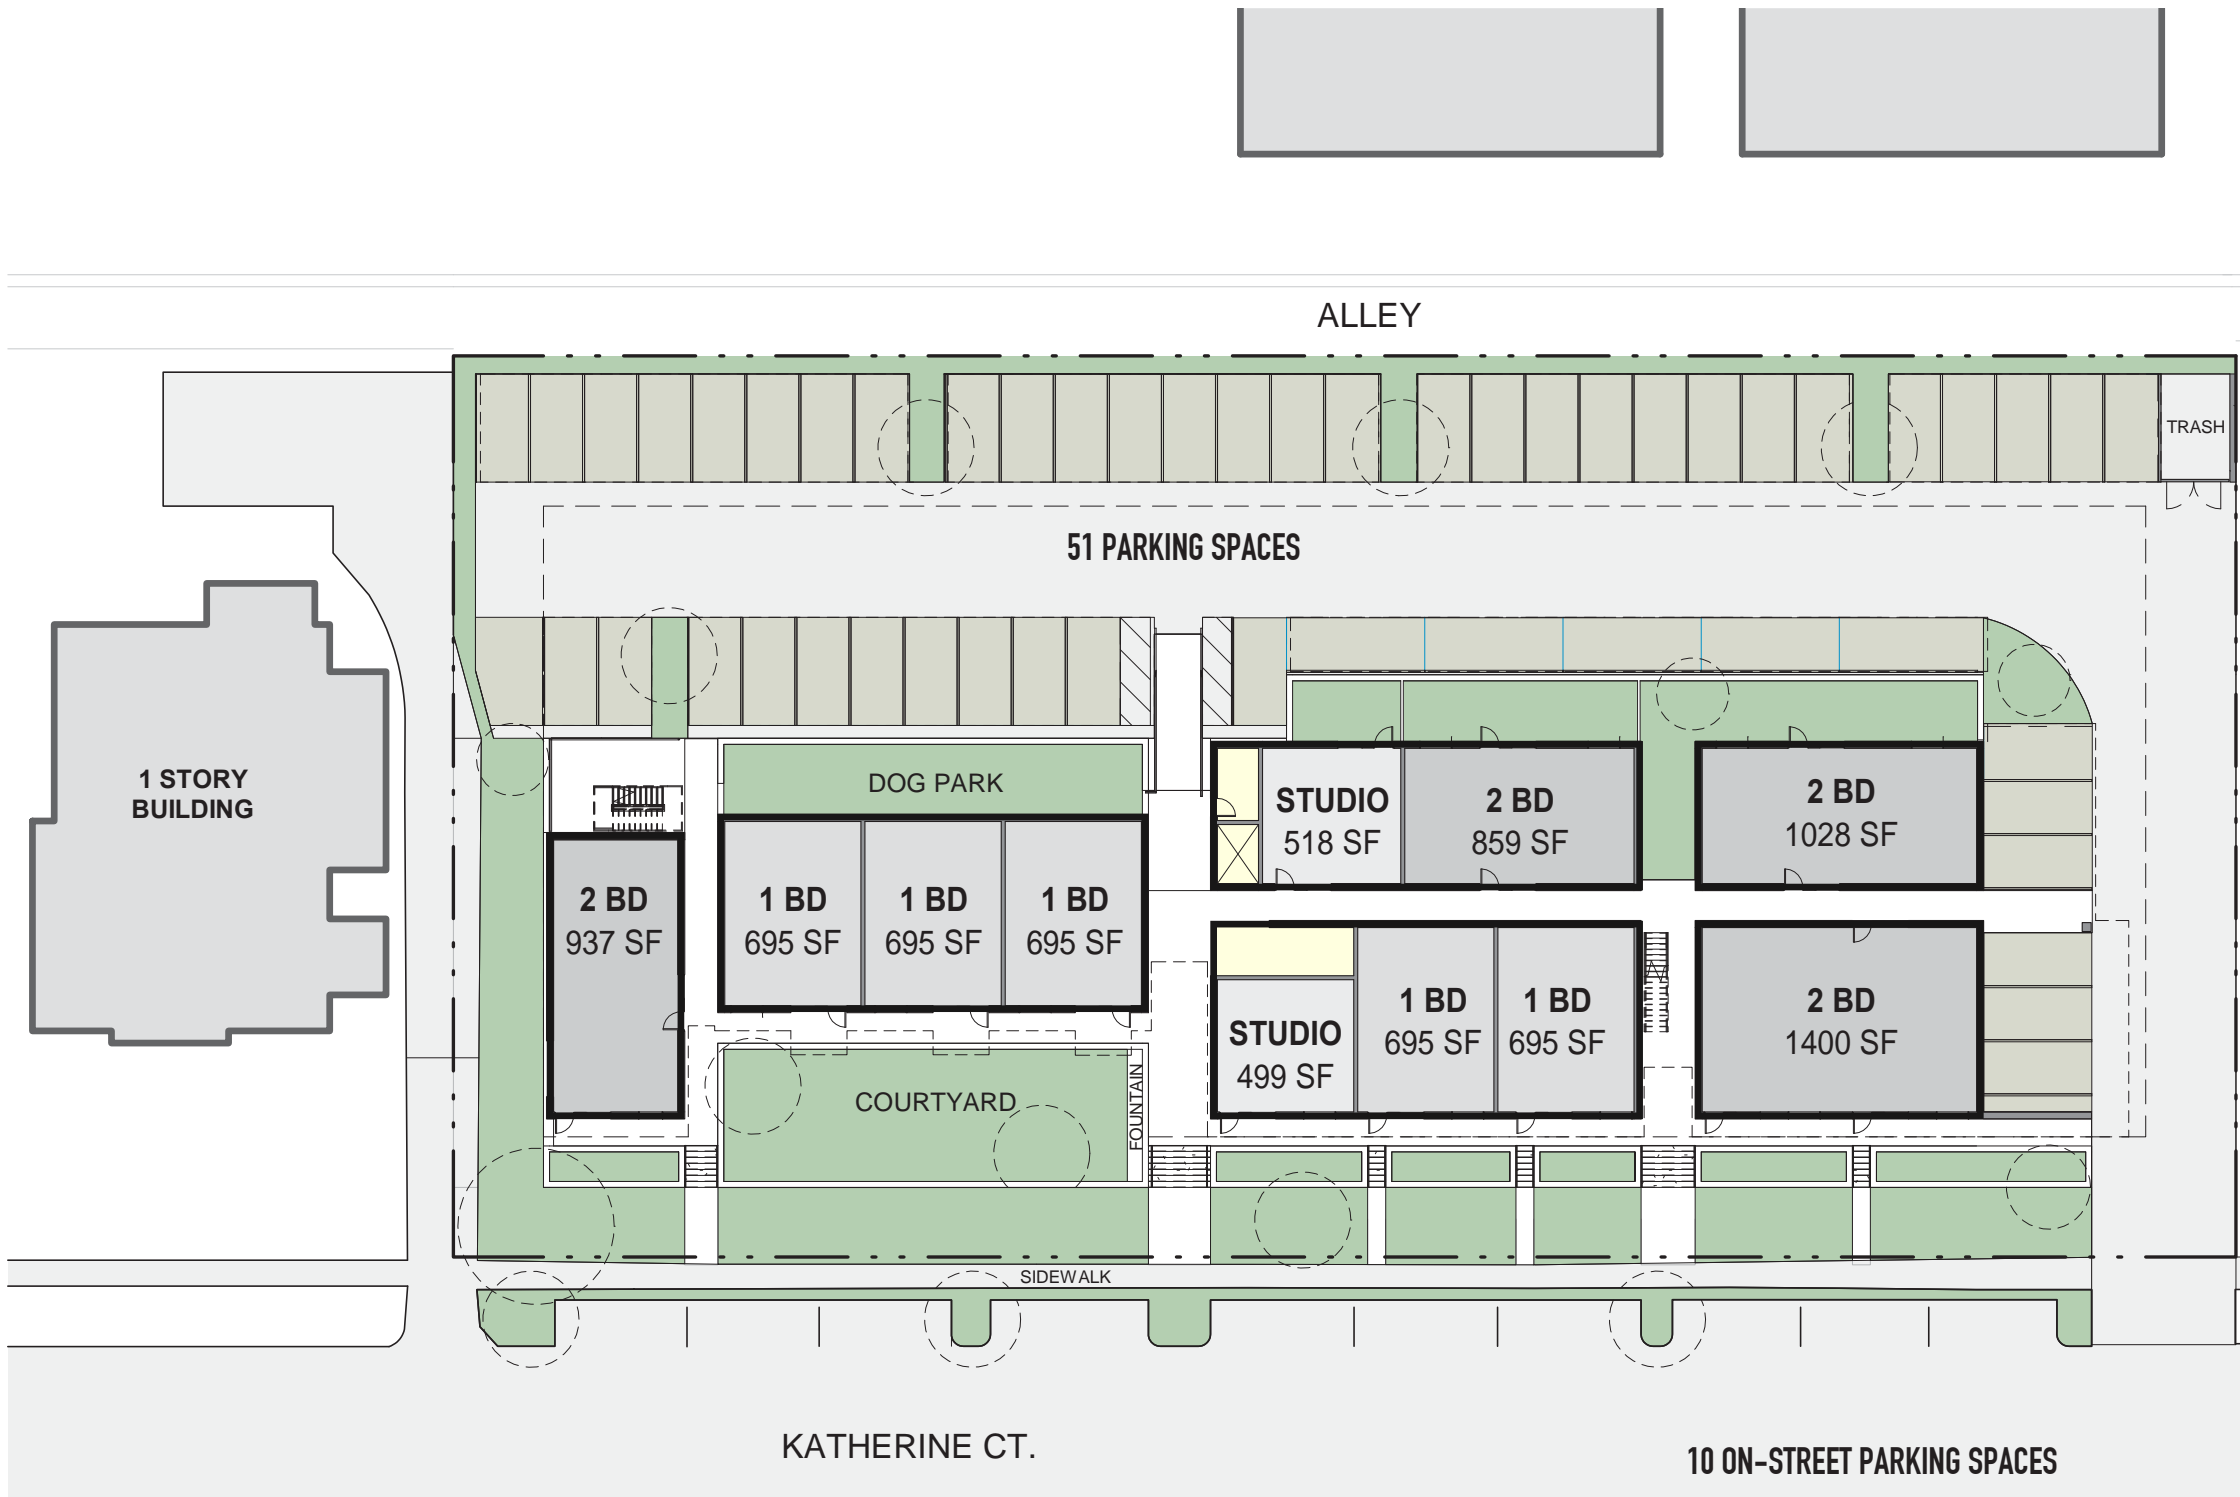 ALLEY
TRASH
51 PARKING SPACES
1 STORY
BUILDING
DOG PARK
STUDIO
518 SF
2 BD
859 SF
2 BD
1028 SF
2 BD
937 SF
1 BD
695 SF
1 BD
695 SF
1 BD
695 SF
STUDIO
499 SF
1 BD
695 SF
1 BD
695 SF
2 BD
1400 SF
COURTYARD
FOUNTAIN
SIDEWALK
KATHERINE CT.
10 ON-STREET PARKING SPACES